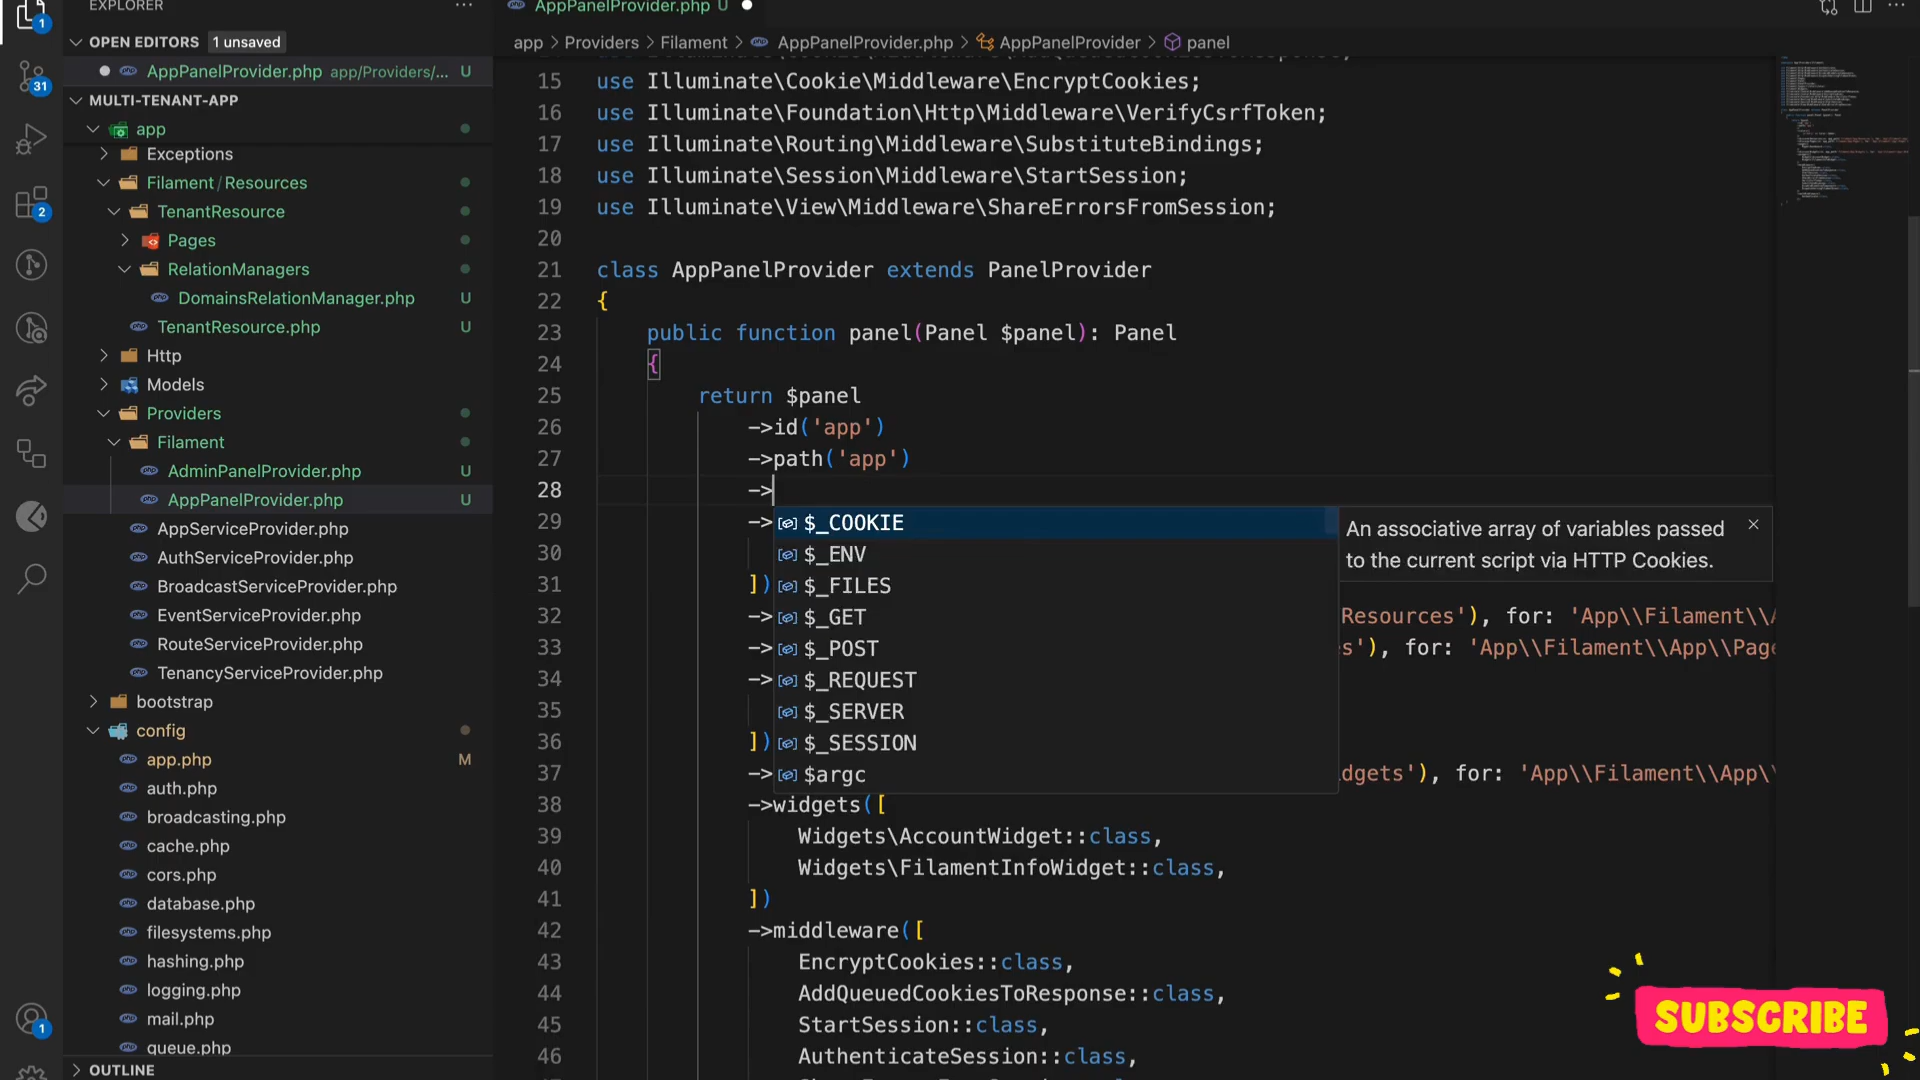 EXPLORER
OPEN EDITORS 1 unsaved
AppPanelProvider.php app/Providers/... U
MULTI-TENANT-APP
app
Exceptions
Filament/Resources
TenantResource
Pages
RelationManagers
DomainsRelationManager.php U
TenantResource.php U
Http
Models
Providers
Filament
AdminPanelProvider.php U
AppPanelProvider.php U
AppServiceProvider.php
AuthServiceProvider.php
BroadcastServiceProvider.php
EventServiceProvider.php
RouteServiceProvider.php
TenancyServiceProvider.php
bootstrap
config
app.php M
auth.php
broadcasting.php
cache.php
cors.php
database.php
filesystems.php
hashing.php
logging.php
mail.php
queue.php
OUTLINE
1
31
2
1
AppPanelProvider.php U
app > Providers > Filament > AppPanelProvider.php > AppPanelProvider > panel
15 use Illuminate\Cookie\Middleware\EncryptCookies;
16 use Illuminate\Foundation\Http\Middleware\VerifyCsrfToken;
17 use Illuminate\Routing\Middleware\SubstituteBindings;
18 use Illuminate\Session\Middleware\StartSession;
19 use Illuminate\View\Middleware\ShareErrorsFromSession;
20
21 class AppPanelProvider extends PanelProvider
22 {
23 public function panel(Panel $panel): Panel
24 {
25 return $panel
26 ->id('app')
27 ->path('app')
28 ->
29 ->
30
31 ])
32 -> Resources'), for: 'App\\Filament\\A
33 -> s'), for: 'App\\Filament\\App\\Page
34 ->
35
36 ])
37 -> dgets'), for: 'App\\Filament\\App\
38 ->widgets([
39 Widgets\AccountWidget::class,
40 Widgets\FilamentInfoWidget::class,
41 ])
42 ->middleware([
43 EncryptCookies::class,
44 AddQueuedCookiesToResponse::class,
45 StartSession::class,
46 AuthenticateSession::class,
$_COOKIE
$_ENV
$_FILES
$_GET
$_POST
$_REQUEST
$_SERVER
$_SESSION
$argc
An associative array of variables passed
to the current script via HTTP Cookies.
SUBSCRIBE